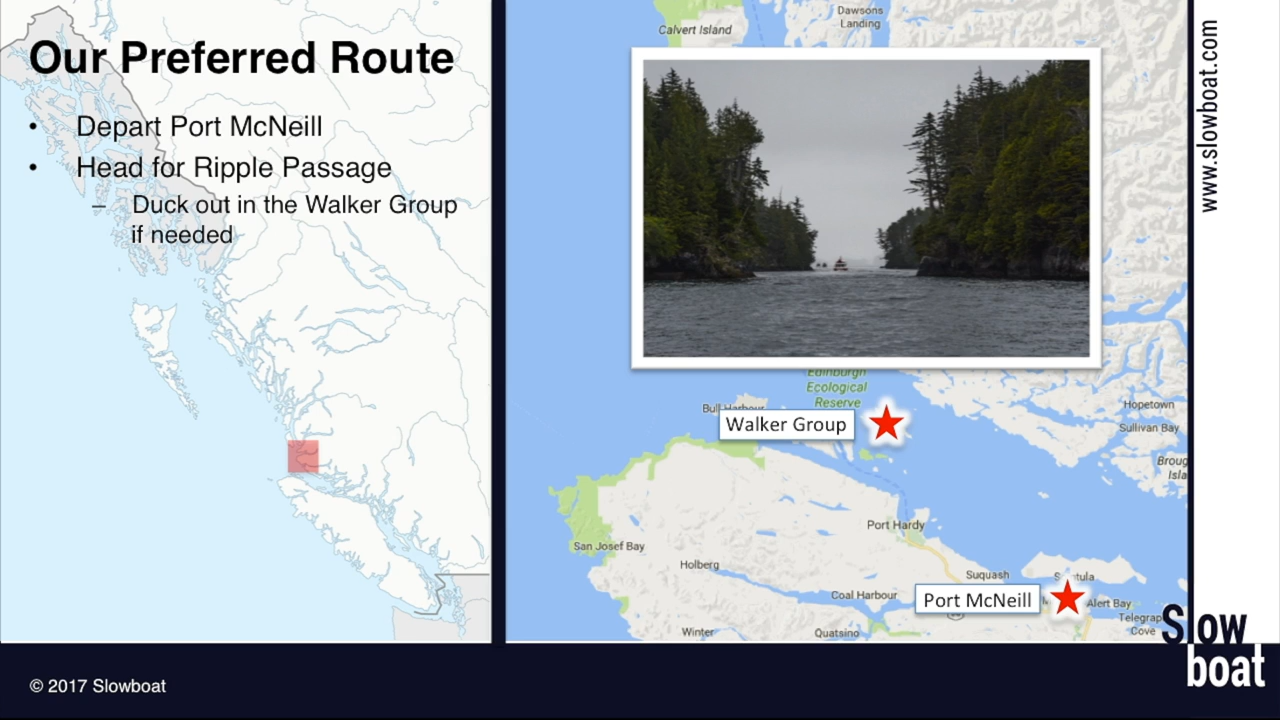 Our Preferred Route
• Depart Port McNeill
• Head for Ripple Passage
– Duck out in the Walker Group
if needed
Calvert Island
Dawsons
Landing
www.slowboat.com
Edinburgh
Ecological
Reserve
Bull Harbour
Walker Group
Hopetown
Sullivan Bay
Port Hardy
San Josef Bay
Holberg
Suquash
Coal Harbour
Port McNeill
Alert Bay
Telegrap
Cove
Winter
Quatsino
Slow
boat
© 2017 Slowboat